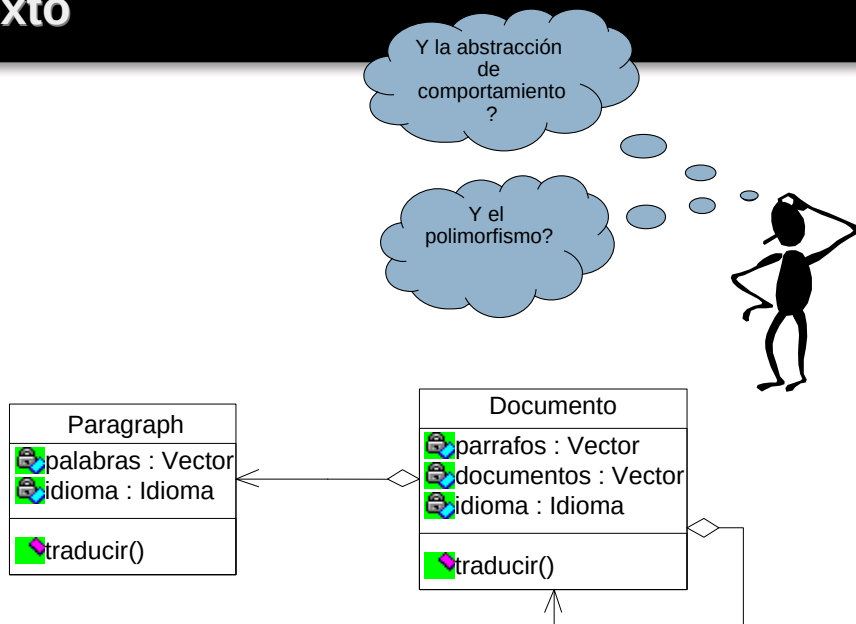 xto
Y la abstracción
de
comportamiento
?
Y el
polimorfismo?
Paragraph
palabras : Vector
idioma : Idioma
traducir()
Documento
parrafos : Vector
documentos : Vector
idioma : Idioma
traducir()